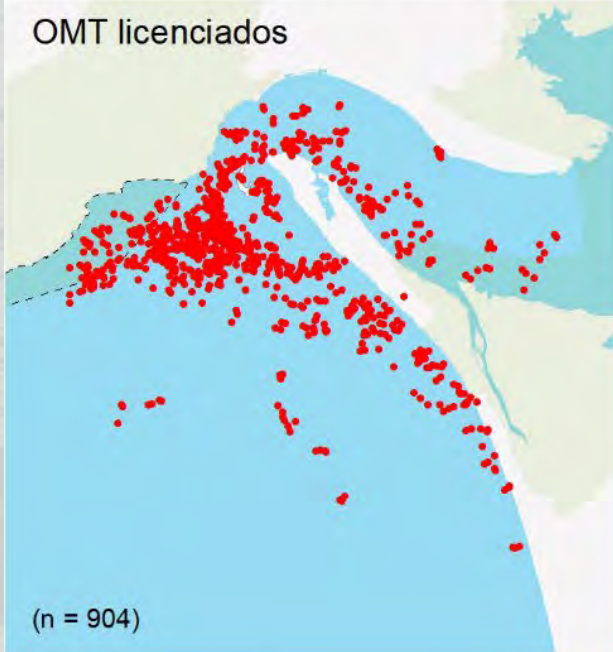 OMT licenciados
(n = 904)